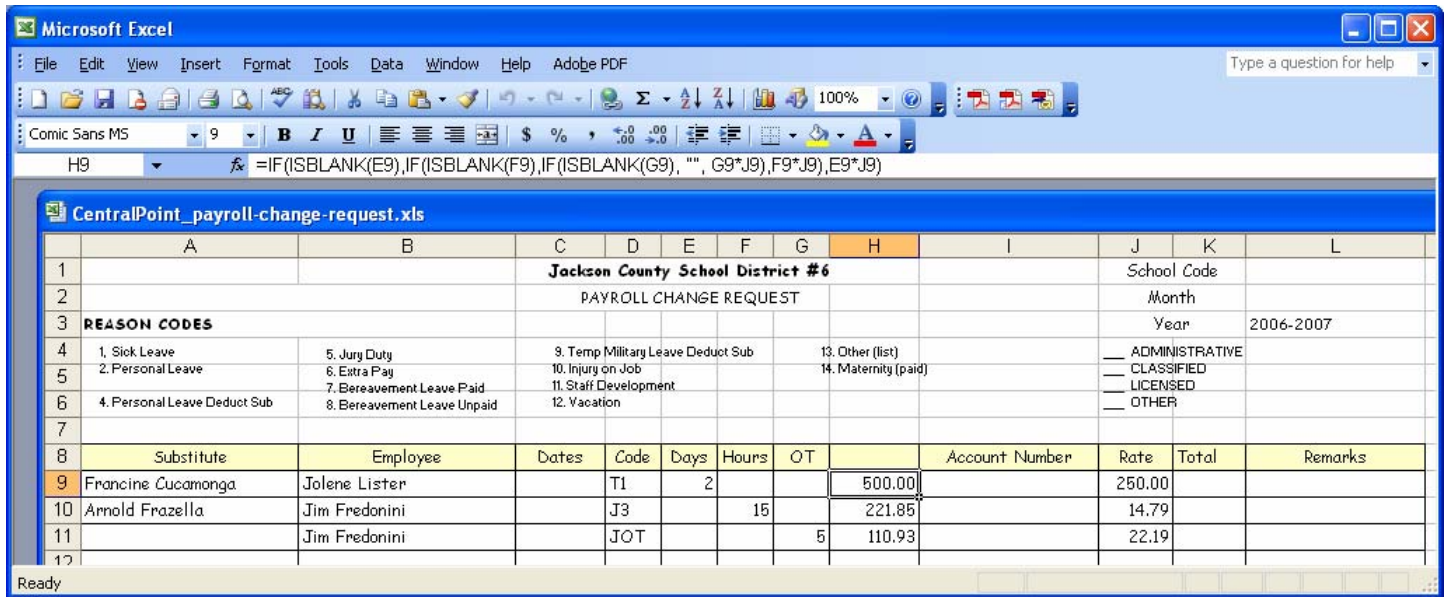 Microsoft Excel
File Edit View Insert Format Tools Data Window Help Adobe PDF Type a question for help
100%
Comic Sans MS 9 B I U $ % , .00 A
H9 fx =IF(ISBLANK(E9),IF(ISBLANK(F9),IF(ISBLANK(G9), "", G9*J9),F9*J9),E9*J9)
CentralPoint_payroll-change-request.xls
A B C D E F G H I J K L
1 Jackson County School District #6 School Code
2 PAYROLL CHANGE REQUEST Month
3 REASON CODES Year 2006-2007
4 1. Sick Leave 5. Jury Duty 9. Temp Military Leave Deduct Sub 13. Other (list) ___ ADMINISTRATIVE
5 2. Personal Leave 6. Extra Pay 10. Injury on Job 14. Maternity (paid) ___ CLASSIFIED
7. Bereavement Leave Paid 11. Staff Development ___ LICENSED
6 4. Personal Leave Deduct Sub 8. Bereavement Leave Unpaid 12. Vacation ___ OTHER
7
8 Substitute Employee Dates Code Days Hours OT Account Number Rate Total Remarks
9 Francine Cucamonga Jolene Lister T1 2 500.00 250.00
10 Arnold Frazella Jim Fredonini J3 15 221.85 14.79
11 Jim Fredonini JOT 5 110.93 22.19
12
Ready